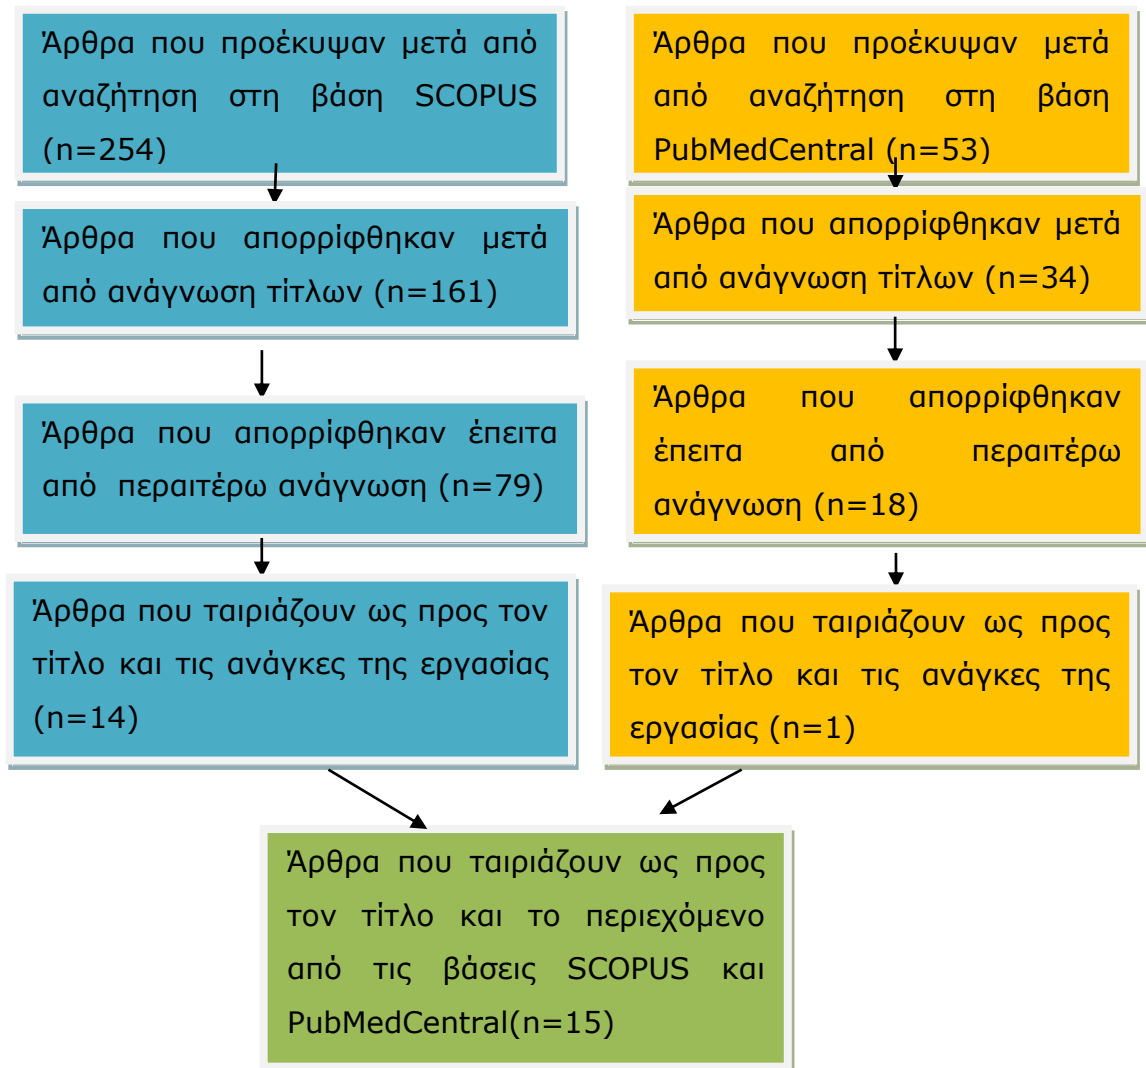 Άρθρα που προέκυψαν μετά από
αναζήτηση στη βάση SCOPUS
(n=254)
Άρθρα που απορρίφθηκαν μετά
από ανάγνωση τίτλων (n=161)
Άρθρα που απορρίφθηκαν έπειτα
από περαιτέρω ανάγνωση (n=79)
Άρθρα που ταιριάζουν ως προς τον
τίτλο και τις ανάγκες της εργασίας
(n=14)
Άρθρα που προέκυψαν μετά
από αναζήτηση στη βάση
PubMedCentral (n=53)
Άρθρα που απορρίφθηκαν μετά
από ανάγνωση τίτλων (n=34)
Άρθρα που απορρίφθηκαν
έπειτα από περαιτέρω
ανάγνωση (n=18)
Άρθρα που ταιριάζουν ως προς
τον τίτλο και τις ανάγκες της
εργασίας (n=1)
Άρθρα που ταιριάζουν ως προς
τον τίτλο και το περιεχόμενο
από τις βάσεις SCOPUS και
PubMedCentral(n=15)